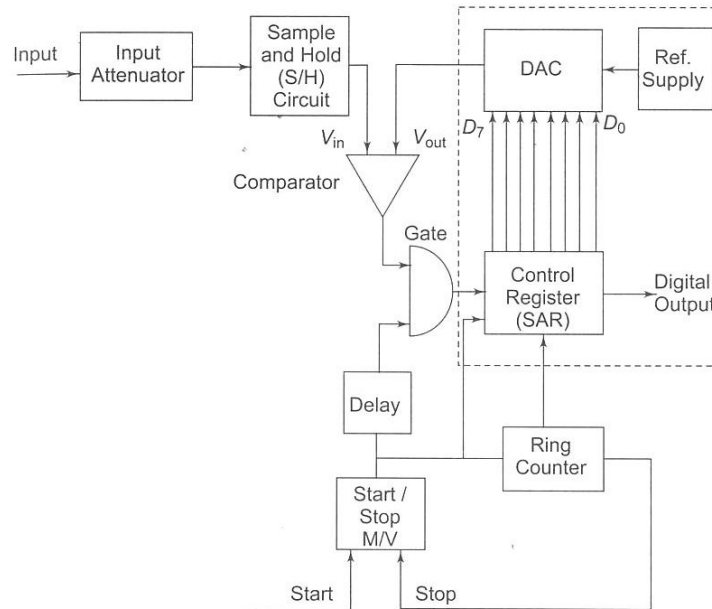 Input
Input
Attenuator
Sample
and Hold
(S/H)
Circuit
DAC
Ref.
Supply
V_in
V_out
D_7
D_0
Comparator
Gate
Control
Register
(SAR)
Digital
Output
Delay
Ring
Counter
Start /
Stop
M/V
Start
Stop